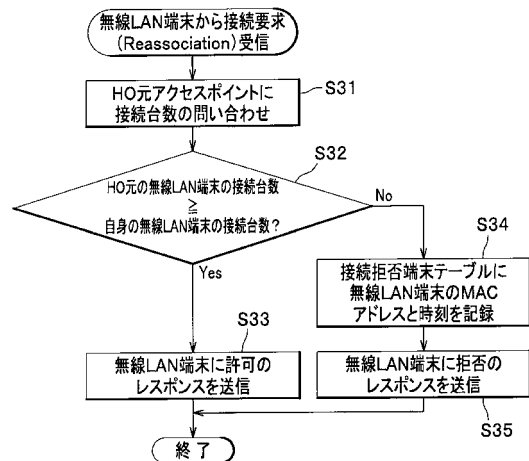 無線LAN端末から接続要求
(Reassociation)受信
S31
HO元アクセスポイントに
接続台数の問い合わせ
S32
HO元の無線LAN端末の接続台数
≧
自身の無線LAN端末の接続台数?
No
Yes
S34
接続拒否端末テーブルに
無線LAN端末のMAC
アドレスと時刻を記録
S33
無線LAN端末に許可の
レスポンスを送信
無線LAN端末に拒否の
レスポンスを送信
S35
終了